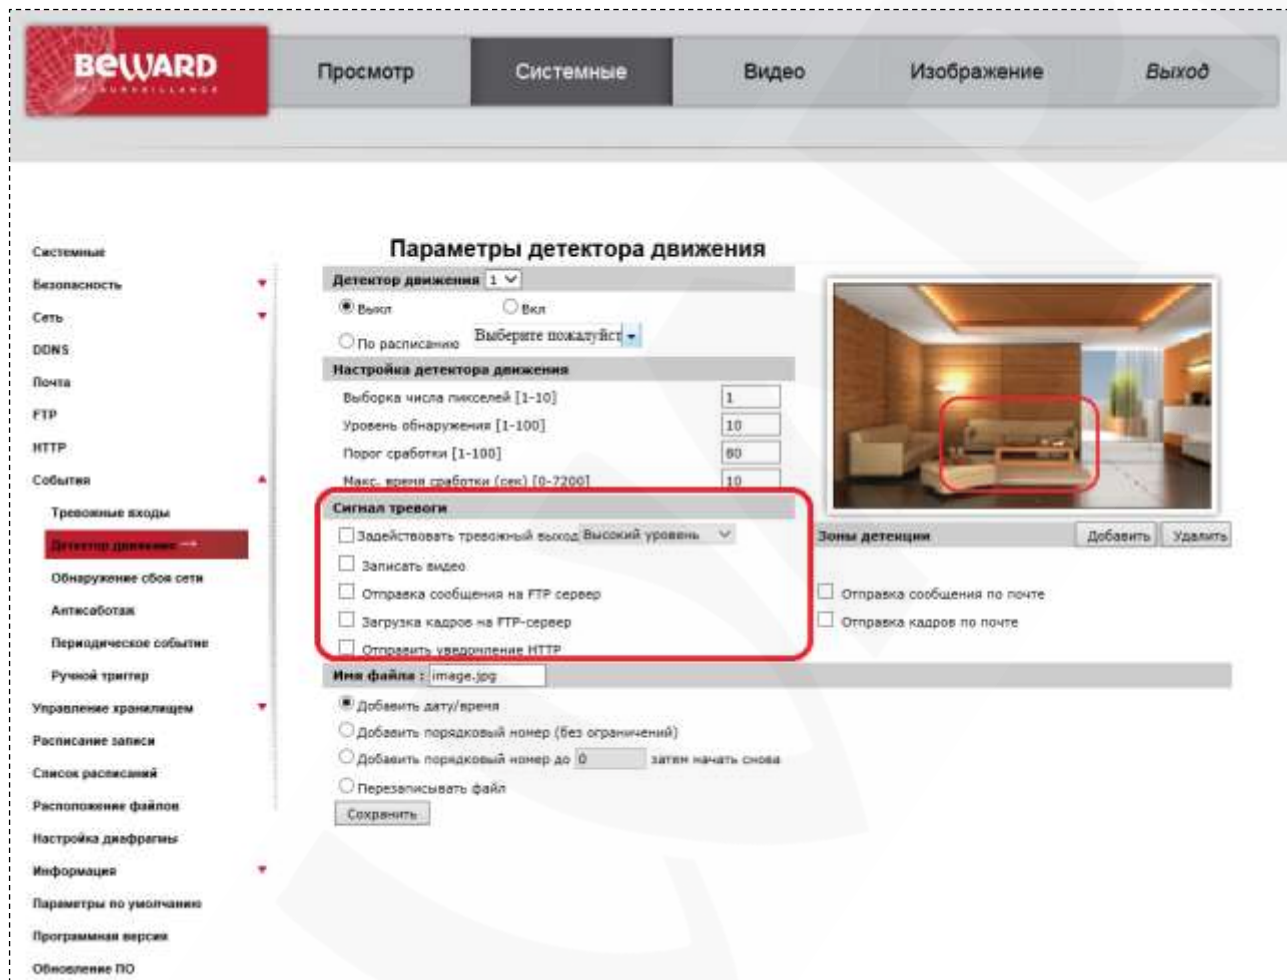 BEWARD
Просмотр
Системные
Видео
Изображение
Выход
Системные
Безопасность
Сеть
DDNS
Почта
FTP
HTTP
События
Тревожные входы
Детектор движения →
Обнаружение сбоя сети
Антисаботаж
Периодическое событие
Ручной триггер
Управление хранилищем
Расписание записи
Список расписаний
Расположение файлов
Настройка диафрагмы
Информация
Параметры по умолчанию
Программная версия
Обновление ПО
Параметры детектора движения
Детектор движения 1
Выкл Вкл
По расписанию Выберите пожалуйст
Настройка детектора движения
Выборка числа пикселей [1-10] 1
Уровень обнаружения [1-100] 10
Порог сработки [1-100] 80
Макс. время сработки (сек) [0-7200] 10
Сигнал тревоги
Задействовать тревожный выход Высокий уровень
Зоны детекции Добавить Удалить
Записать видео
Отправка сообщения на FTP сервер Отправка сообщения по почте
Загрузка кадров на FTP-сервер Отправка кадров по почте
Отправить уведомление HTTP
Имя файла : image.jpg
Добавить дату/время
Добавить порядковый номер (без ограничений)
Добавить порядковый номер до 0 затем начать снова
Перезаписывать файл
Сохранить